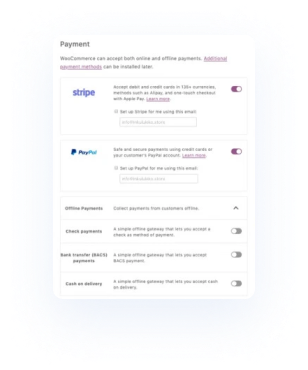 Payment
WooCommerce can accept both online and offline payments. Additional
payment methods can be installed later.
stripe
Accept debit and credit cards in 135+ currencies,
methods such as Alipay, and one-touch checkout
with Apple Pay. Learn more.
Set up Stripe for me using this email:
PayPal
Safe and secure payments using credit cards or
your customer's PayPal account. Learn more.
Set up PayPal for me using this email:
Offline Payments
Collect payments from customers offline.
Check payments
A simple offline gateway that lets you accept a
check as method of payment.
Bank transfer (BACS)
payments
A simple offline gateway that lets you accept
BACS payment.
Cash on delivery
A simple offline gateway that lets you accept cash
on delivery.